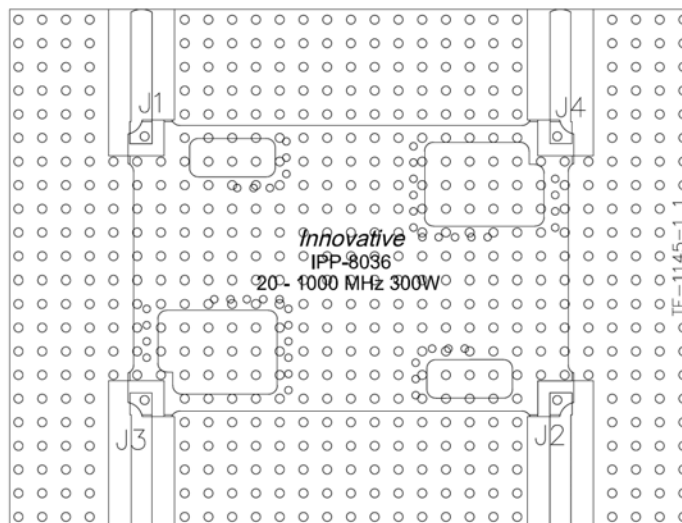 J1
J4
Innovative
IPP-8036
20 - 1000 MHz 300W
TF-1145-1.1
J3
J2